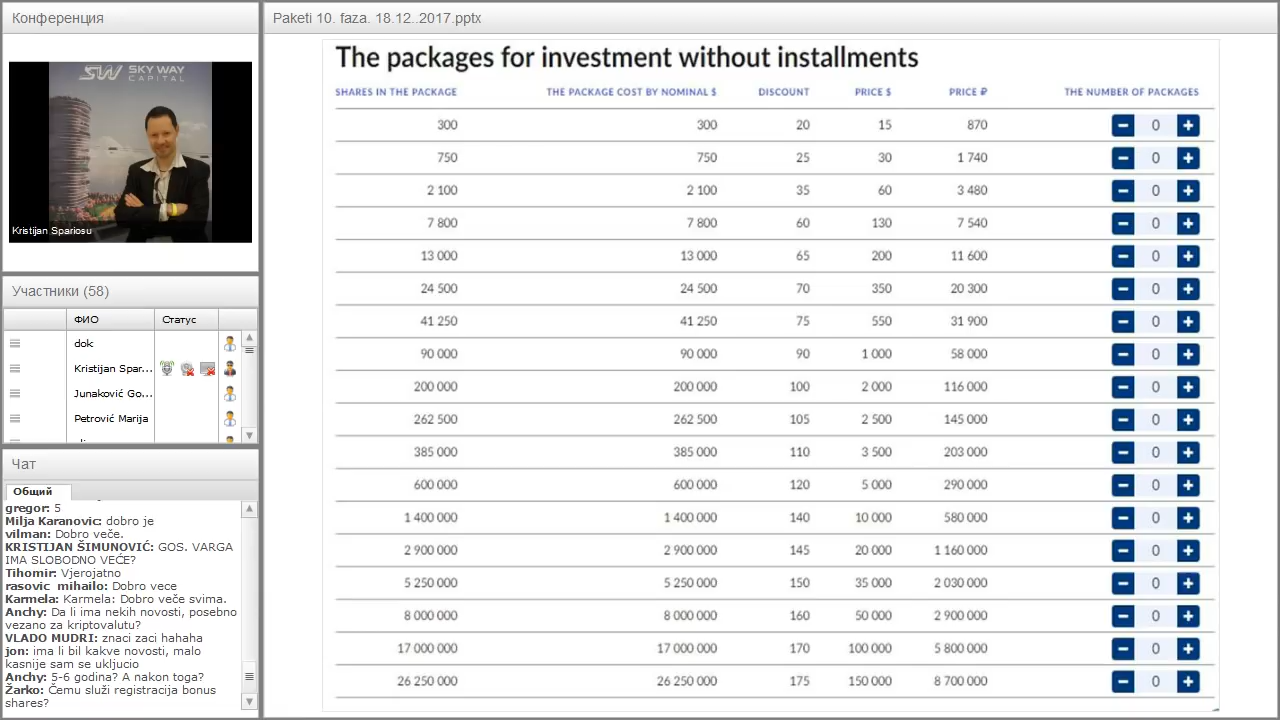 Конференция
SKY WAY
CAPITAL
Kristijan Spariosu
Участники (58)
ФИО Статус
dok
Kristijan Spar...
Junaković Go...
Petrović Marija
Чат
Общий
gregor: 5
Milja Karanovic: dobro je
vilman: Dobro veče.
KRISTIJAN ŠIMUNOVIĆ: GOS. VARGA
IMA SLOBODNO VEĆE?
Tihomir: Vjerojatno
rasovic_mihailo: Dobro vece
Karmela: Karmela: Dobro veče svima.
Anchy: Da li ima nekih novosti, posebno
vezano za kriptovalutu?
VLADO MUDRI: znaci zaci hahaha
jon: ima li bil kakve novosti, malo
kasnije sam se ukljucio
Anchy: 5-6 godina? A nakon toga?
Žarko: Čemu služi registracija bonus
shares?
Paketi 10. faza. 18.12..2017.pptx
The packages for investment without installments
SHARES IN THE PACKAGE THE PACKAGE COST BY NOMINAL $ DISCOUNT PRICE $ PRICE ₽ THE NUMBER OF PACKAGES
300 300 20 15 870 − 0 +
750 750 25 30 1 740 − 0 +
2 100 2 100 35 60 3 480 − 0 +
7 800 7 800 60 130 7 540 − 0 +
13 000 13 000 65 200 11 600 − 0 +
24 500 24 500 70 350 20 300 − 0 +
41 250 41 250 75 550 31 900 − 0 +
90 000 90 000 90 1 000 58 000 − 0 +
200 000 200 000 100 2 000 116 000 − 0 +
262 500 262 500 105 2 500 145 000 − 0 +
385 000 385 000 110 3 500 203 000 − 0 +
600 000 600 000 120 5 000 290 000 − 0 +
1 400 000 1 400 000 140 10 000 580 000 − 0 +
2 900 000 2 900 000 145 20 000 1 160 000 − 0 +
5 250 000 5 250 000 150 35 000 2 030 000 − 0 +
8 000 000 8 000 000 160 50 000 2 900 000 − 0 +
17 000 000 17 000 000 170 100 000 5 800 000 − 0 +
26 250 000 26 250 000 175 150 000 8 700 000 − 0 +